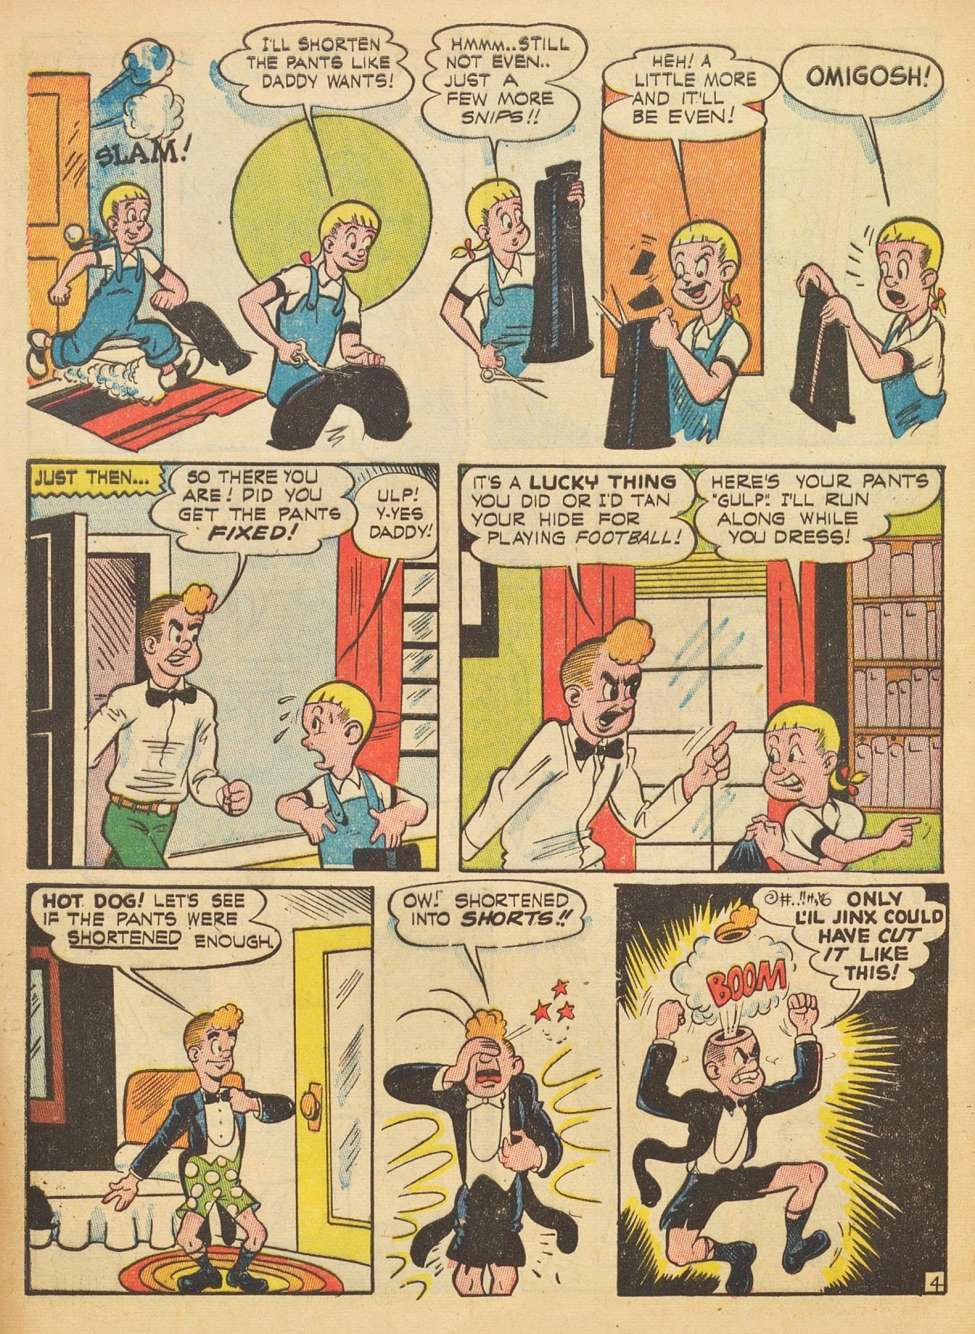 SLAM!
I'LL SHORTEN
THE PANTS LIKE
DADDY WANTS!
HMMM..STILL
NOT EVEN..
JUST A
FEW MORE
SNIPS!!
HEH! A
LITTLE MORE
AND IT'LL
BE EVEN!
OMIGOSH!
JUST THEN...
SO THERE YOU
ARE! DID YOU
GET THE PANTS
FIXED!
ULP!
Y-YES
DADDY!
IT'S A LUCKY THING
YOU DID OR I'D TAN
YOUR HIDE FOR
PLAYING FOOTBALL!
HERE'S YOUR PANTS
"GULP". I'LL RUN
ALONG WHILE
YOU DRESS!
HOT DOG! LET'S SEE
IF THE PANTS WERE
SHORTENED ENOUGH.
OW! SHORTENED
INTO SHORTS!!
BOOM
ONLY
L'IL JINX COULD
HAVE CUT
IT LIKE
THIS!
4